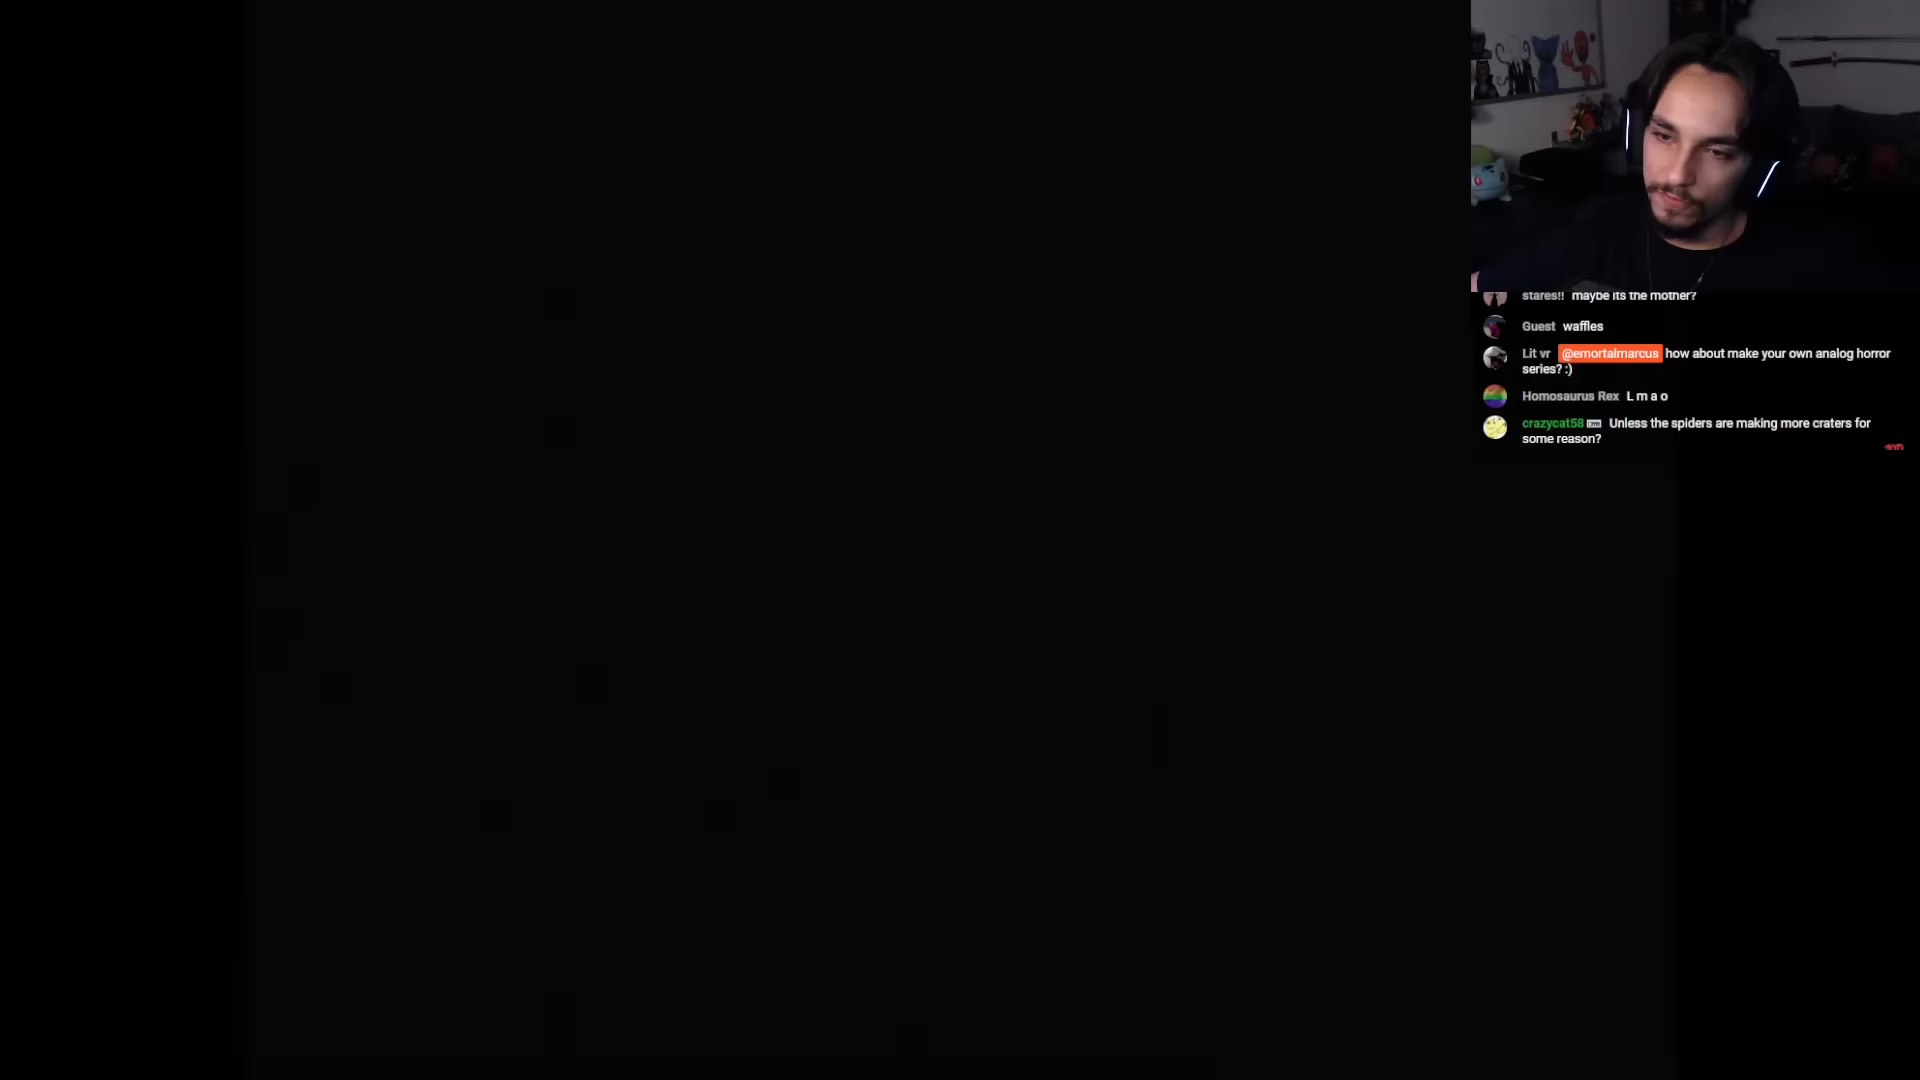 stares!! maybe its the mother?
Guest waffles
Lit vr @emortalmarcus how about make your own analog horror
series? :)
Homosaurus Rex L m a o
crazycat58 Unless the spiders are making more craters for
some reason?